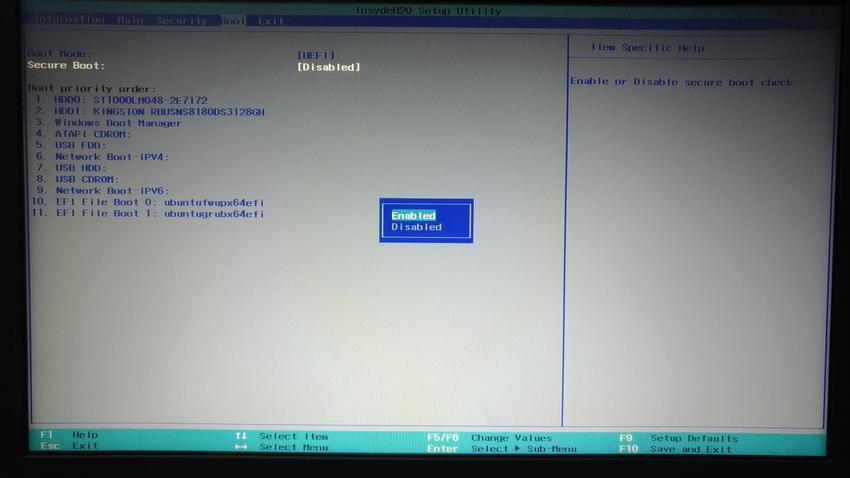 InsydeH20 Setup Utility
Information Main Security Boot Exit
Boot Mode: [UEFI]
Secure Boot: [Disabled]
Boot priority order:
1. HDD0: ST1000LM048-2E7172
2. HDD1: KINGSTON RBUSNS8180DS3128GH
3. Windows Boot Manager
4. ATAPI CDROM:
5. USB FDD:
6. Network Boot-IPV4:
7. USB HDD:
8. USB CDROM:
9. Network Boot-IPV6:
10. EFI File Boot 0: ubuntufwupx64efi
11. EFI File Boot 1: ubuntugrubx64efi
Enabled
Disabled
Item Specific Help
Enable or Disable secure boot check
F1 Help ↑↓ Select Item F5/F6 Change Values F9 Setup Defaults
Esc Exit ↔ Select Menu Enter Select ▶ Sub-Menu F10 Save and Exit